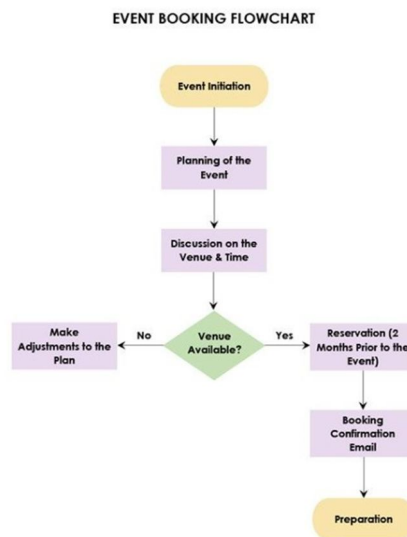 EVENT BOOKING FLOWCHART
Event Initiation
Planning of the
Event
Discussion on the
Venue & Time
Make
Adjustments to the
Plan
No
Venue
Available?
Yes
Reservation (2
Months Prior to the
Event)
Booking
Confirmation
Email
Preparation